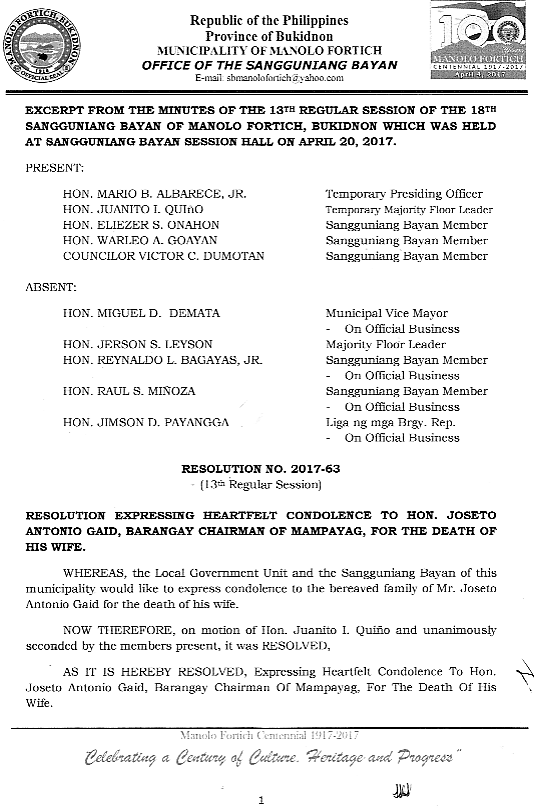 Republic of the Philippines
Province of Bukidnon
MUNICIPALITY OF MANOLO FORTICH
OFFICE OF THE SANGGUNIANG BAYAN
E-mail: sbmanolofortich@yahoo.com
MANOLO FORTICH, BUKIDNON
OFFICIAL SEAL
100
MANOLO FORTICH
CENTENNIAL 1917-2017
April 4, 2017
EXCERPT FROM THE MINUTES OF THE 13TH REGULAR SESSION OF THE 18TH
SANGGUNIANG BAYAN OF MANOLO FORTICH, BUKIDNON WHICH WAS HELD
AT SANGGUNIANG BAYAN SESSION HALL ON APRIL 20, 2017.
PRESENT:
HON. MARIO B. ALBARECE, JR. Temporary Presiding Officer
HON. JUANITO I. QUIñO Temporary Majority Floor Leader
HON. ELIEZER S. ONAHON Sangguniang Bayan Member
HON. WARLEO A. GOAYAN Sangguniang Bayan Member
COUNCILOR VICTOR C. DUMOTAN Sangguniang Bayan Member
ABSENT:
HON. MIGUEL D. DEMATA Municipal Vice Mayor
- On Official Business
HON. JERSON S. LEYSON Majority Floor Leader
HON. REYNALDO L. BAGAYAS, JR. Sangguniang Bayan Member
- On Official Business
HON. RAUL S. MIÑOZA Sangguniang Bayan Member
- On Official Business
HON. JIMSON D. PAYANGGA Liga ng mga Brgy. Rep.
- On Official Business
RESOLUTION NO. 2017-63
(13th Regular Session)
RESOLUTION EXPRESSING HEARTFELT CONDOLENCE TO HON. JOSETO
ANTONIO GAID, BARANGAY CHAIRMAN OF MAMPAYAG, FOR THE DEATH OF
HIS WIFE.
WHEREAS, the Local Government Unit and the Sangguniang Bayan of this
municipality would like to express condolence to the bereaved family of Mr. Joseto
Antonio Gaid for the death of his wife.
NOW THEREFORE, on motion of Hon. Juanito I. Quiño and unanimously
seconded by the members present, it was RESOLVED,
AS IT IS HEREBY RESOLVED, Expressing Heartfelt Condolence To Hon.
Joseto Antonio Gaid, Barangay Chairman Of Mampayag, For The Death Of His
Wife.
Manolo Fortich Centennial 1917-2017
"Celebrating a Century of Culture, Heritage and Progress"
1